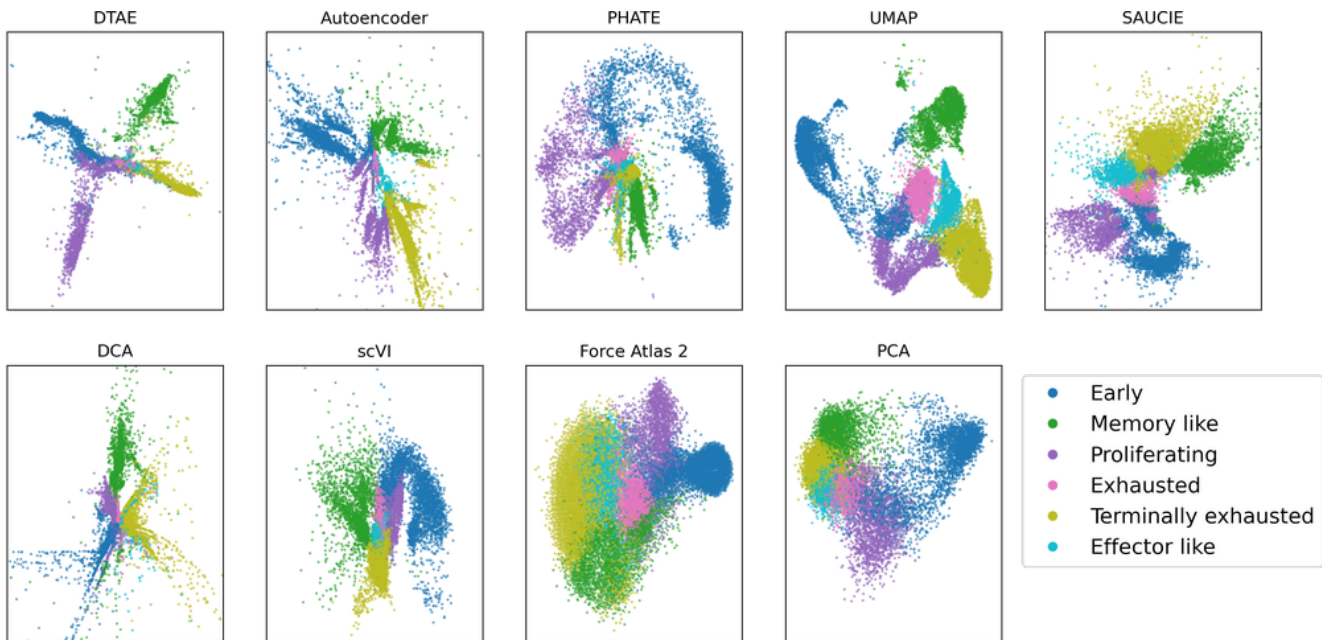 DTAE
Autoencoder
PHATE
UMAP
SAUCIE
DCA
scVI
Force Atlas 2
PCA
Early
Memory like
Proliferating
Exhausted
Terminally exhausted
Effector like